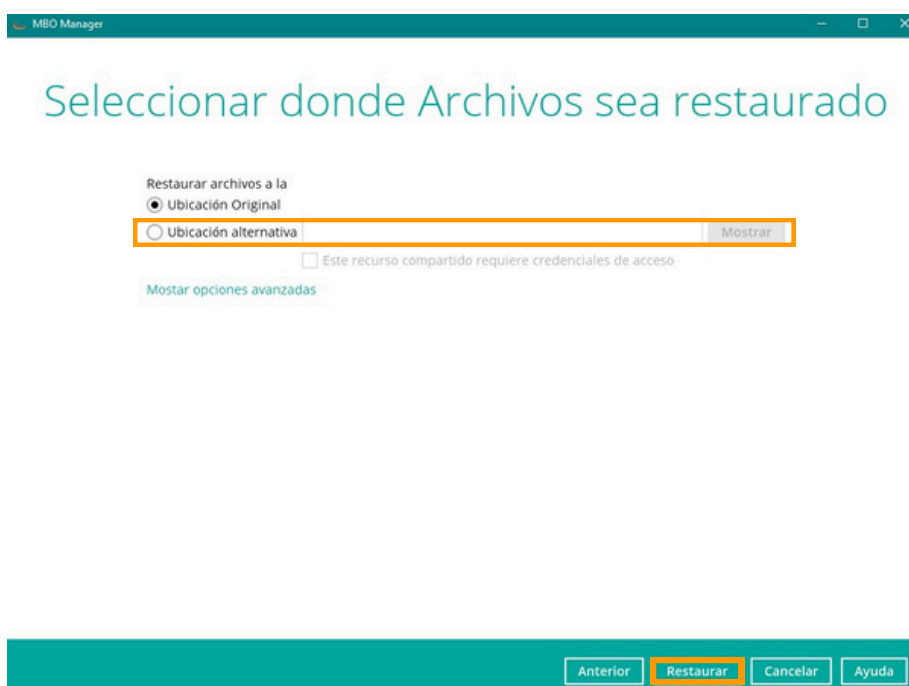 MBO Manager
Seleccionar donde Archivos sea restaurado
Restaurar archivos a la
Ubicación Original
Ubicación alternativa Mostrar
Este recurso compartido requiere credenciales de acceso
Mostar opciones avanzadas
Anterior Restaurar Cancelar Ayuda